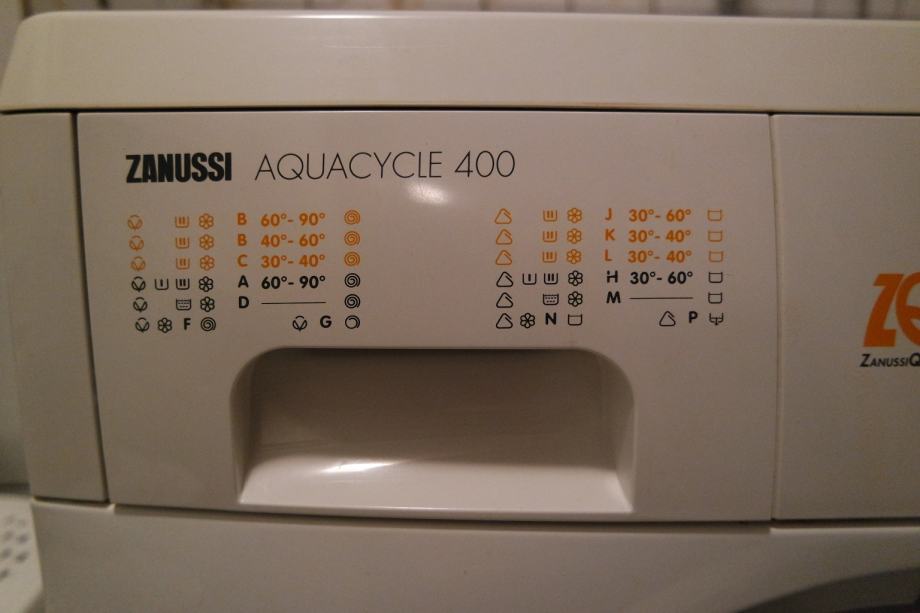 ZANUSSI AQUACYCLE 400
B 60°- 90°
B 40°- 60°
C 30°- 40°
A 60°- 90°
D
F G
J 30°- 60°
K 30°- 40°
L 30°- 40°
H 30°- 60°
M
N P